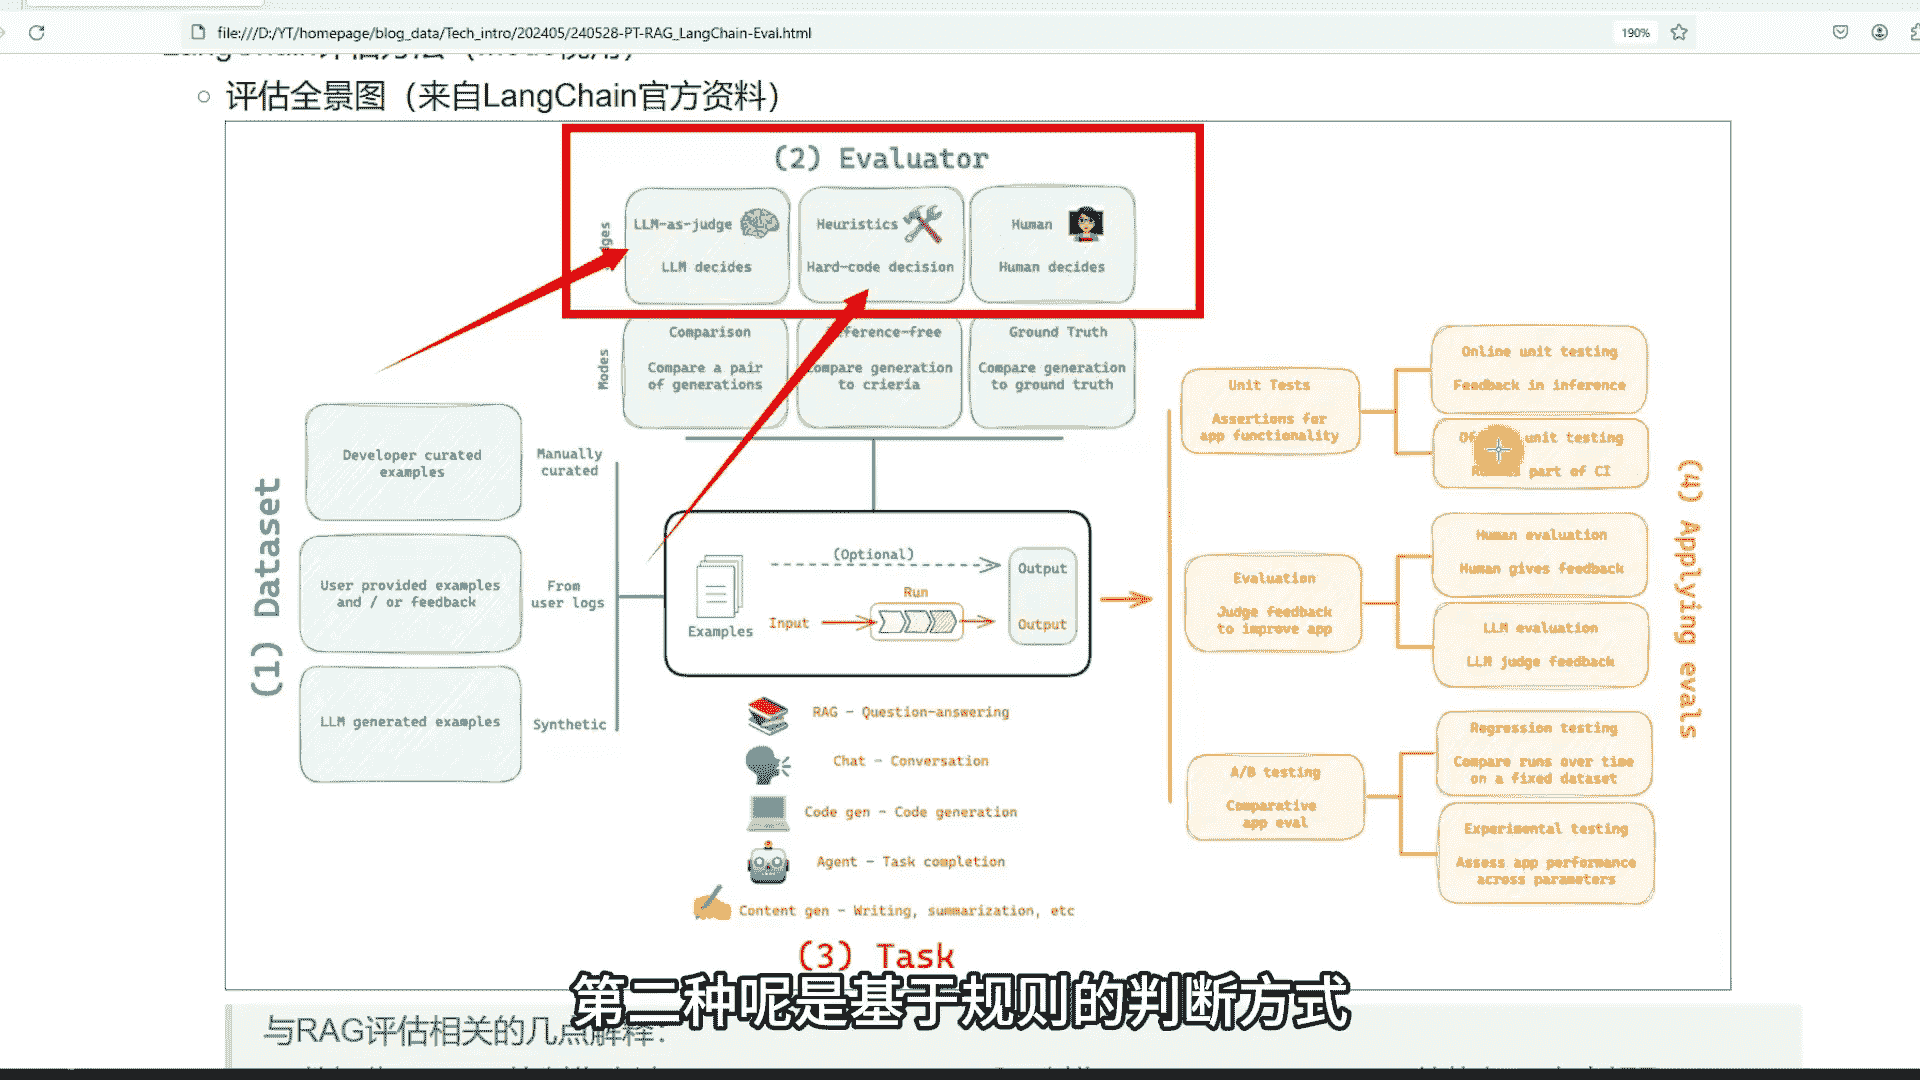 file:///D:/YT/homepage/blog_data/Tech_intro/202405/240528-PT-RAG_LangChain-Eval.html
190%
评估全景图（来自LangChain官方资料）
(2) Evaluator
LLM-as-judge
LLM decides
Heuristics
Hard-code decision
Human
Human decides
Modes
Comparison
Compare a pair
of generations
generation
to crieria
Ground Truth
Compare generation
to ground truth
(1) Dataset
Developer curated
examples
Manually
curated
User provided examples
and / or feedback
From
user logs
LLM generated examples
Synthetic
Examples
(Optional)
Input
Run
Output
Output
RAG - Question-answering
Chat - Conversation
Code gen - Code generation
Agent - Task completion
Content gen - Writing, summarization, etc
(3) Task
Unit Tests
Assertions for
app functionality
Online unit testing
Feedback in inference
unit testing
part of CI
Evaluation
Judge feedback
to improve app
Human evaluation
Human gives feedback
LLM evaluation
LLM judge feedback
A/B testing
Comparative
app eval
Regression testing
Compare runs over time
on a fixed dataset
Experimental testing
Assess app performance
across parameters
(4) Applying evals
第二种呢是基于规则的判断方式
与RAG评估相关的几点解释：